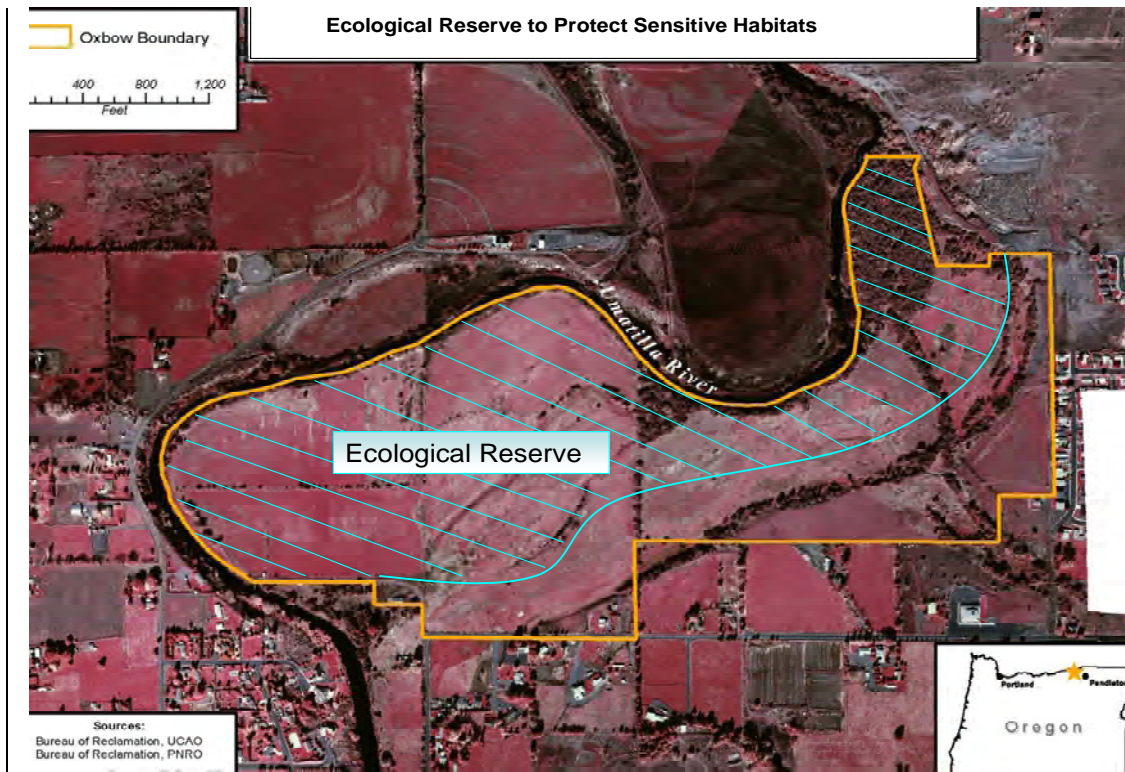 Ecological Reserve to Protect Sensitive Habitats
Oxbow Boundary
400 800 1,200
Feet
Umatilla River
Ecological Reserve
Portland
Pendleton
Oregon
Sources:
Bureau of Reclamation, UCAO
Bureau of Reclamation, PNRO